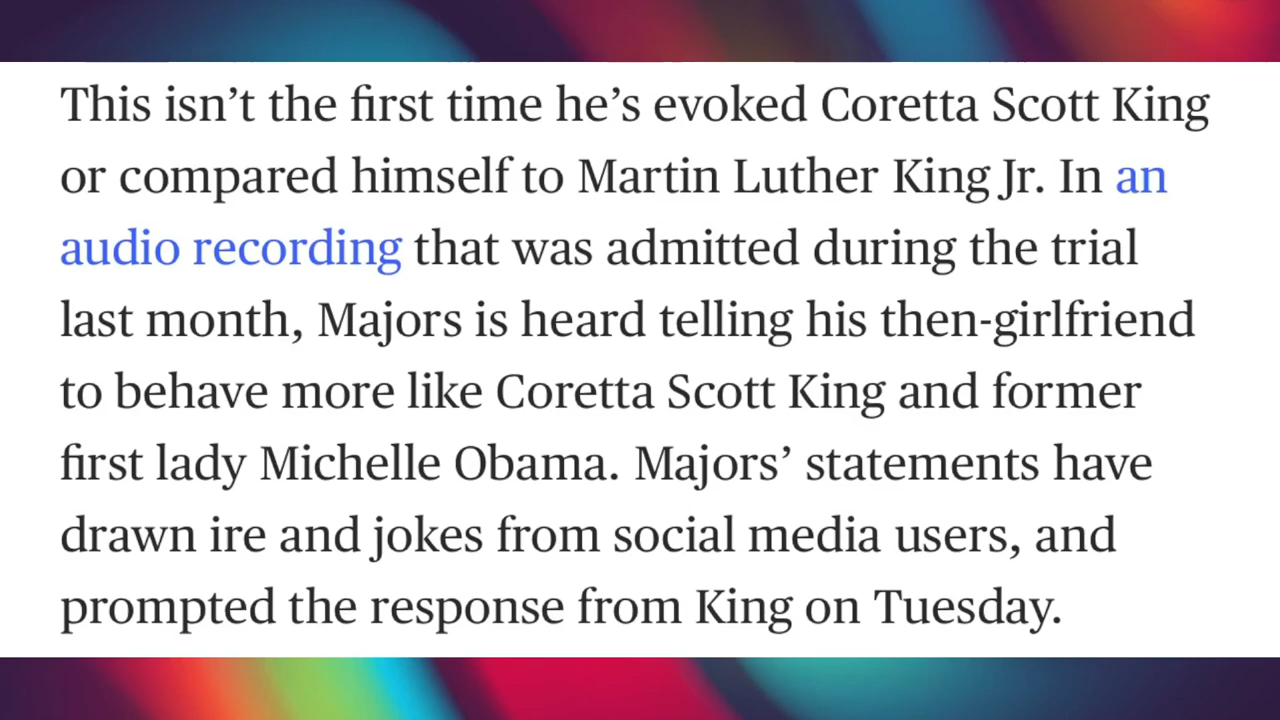 This isn’t the first time he’s evoked Coretta Scott King
or compared himself to Martin Luther King Jr. In an
audio recording that was admitted during the trial
last month, Majors is heard telling his then-girlfriend
to behave more like Coretta Scott King and former
first lady Michelle Obama. Majors’ statements have
drawn ire and jokes from social media users, and
prompted the response from King on Tuesday.